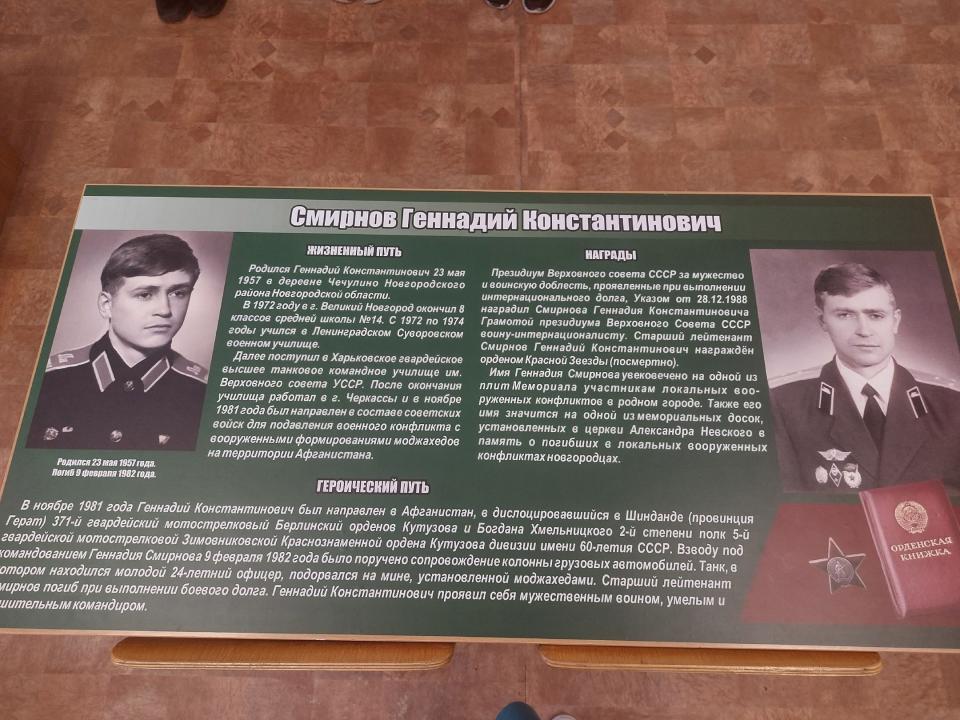 Смирнов Геннадий Константинович
ЖИЗНЕННЫЙ ПУТЬ
Родился Геннадий Константинович 23 мая
1957 в деревне Чечулино Новгородского
района Новгородской области.
В 1972 году в г. Великий Новгород окончил 8
классов средней школы №14. С 1972 по 1974
годы учился в Ленинградском Суворовском
военном училище.
Далее поступил в Харьковское гвардейское
высшее танковое командное училище им.
Верховного совета УССР. После окончания
училища работал в г. Черкассы и в ноябре
1981 года был направлен в составе советских
войск для подавления военного конфликта с
вооруженными формированиями моджахедов
на территории Афганистана.
НАГРАДЫ
Президиум Верховного совета СССР за мужество
и воинскую доблесть, проявленные при выполнении
интернационального долга, Указом от 28.12.1988
наградил Смирнова Геннадия Константиновича
Грамотой президиума Верховного Совета СССР
воину-интернационалисту. Старший лейтенант
Смирнов Геннадий Константинович награждён
орденом Красной Звезды (посмертно).
Имя Геннадия Смирнова увековечено на одной из
плит Мемориала участникам локальных воо-
руженных конфликтов в родном городе. Также его
имя значится на одной из мемориальных досок,
установленных в церкви Александра Невского в
память о погибших в локальных вооруженных
конфликтах новгородцах.
Родился 23 мая 1957 года.
Погиб 9 февраля 1982 года.
ГЕРОИЧЕСКИЙ ПУТЬ
В ноябре 1981 года Геннадий Константинович был направлен в Афганистан, в дислоцировавшийся в Шинданде (провинция
Герат) 371-й гвардейский мотострелковый Берлинский орденов Кутузова и Богдана Хмельницкого 2-й степени полк 5-й
гвардейской мотострелковой Зимовниковской Краснознаменной ордена Кутузова дивизии имени 60-летия СССР. Взводу под
командованием Геннадия Смирнова 9 февраля 1982 года было поручено сопровождение колонны грузовых автомобилей. Танк, в
отором находился молодой 24-летний офицер, подорвался на мине, установленной моджахедами. Старший лейтенант
мирнов погиб при выполнении боевого долга. Геннадий Константинович проявил себя мужественным воином, умелым и
шительным командиром.
ОРДЕНСКАЯ
КНИЖКА